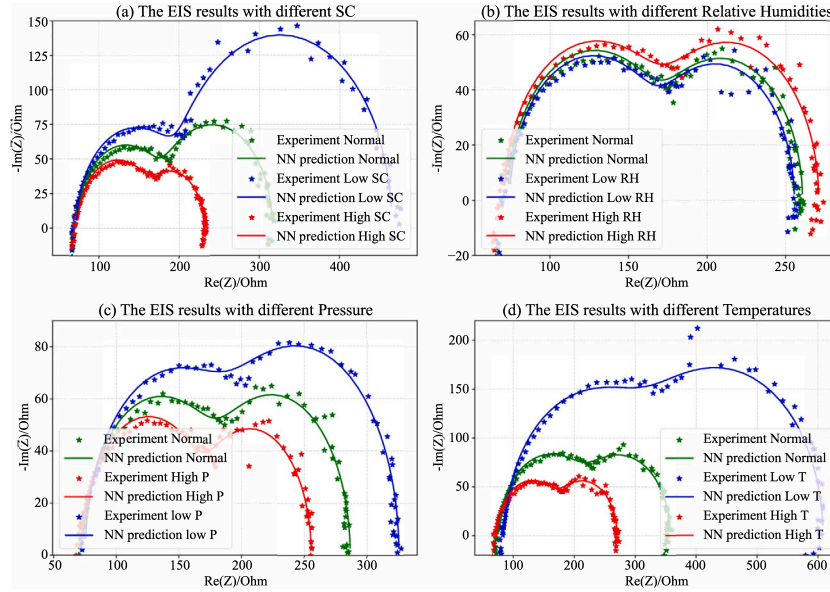 (a) The EIS results with different SC
150
125
100
75
50
25
0
-Im(Z)/Ohm
Experiment Normal
NN prediction Normal
Experiment Low SC
NN prediction Low SC
Experiment High SC
NN prediction High SC
100 200 300 400
Re(Z)/Ohm
(b) The EIS results with different Relative Humidities
60
40
20
0
−20
-Im(Z)/Ohm
Experiment Normal
NN prediction Normal
Experiment Low RH
NN prediction Low RH
Experiment High RH
NN prediction High RH
100 150 200 250
Re(Z)/Ohm
(c) The EIS results with different Pressure
80
60
40
20
0
-Im(Z)/Ohm
Experiment Normal
NN prediction Normal
Experiment High P
NN prediction High P
Experiment low P
NN prediction low P
50 100 150 200 250 300
Re(Z)/Ohm
(d) The EIS results with different Temperatures
200
150
100
50
0
-Im(Z)/Ohm
Experiment Normal
NN prediction Normal
Experiment Low T
NN prediction Low T
Experiment High T
NN prediction High T
100 200 300 400 500 600
Re(Z)/Ohm